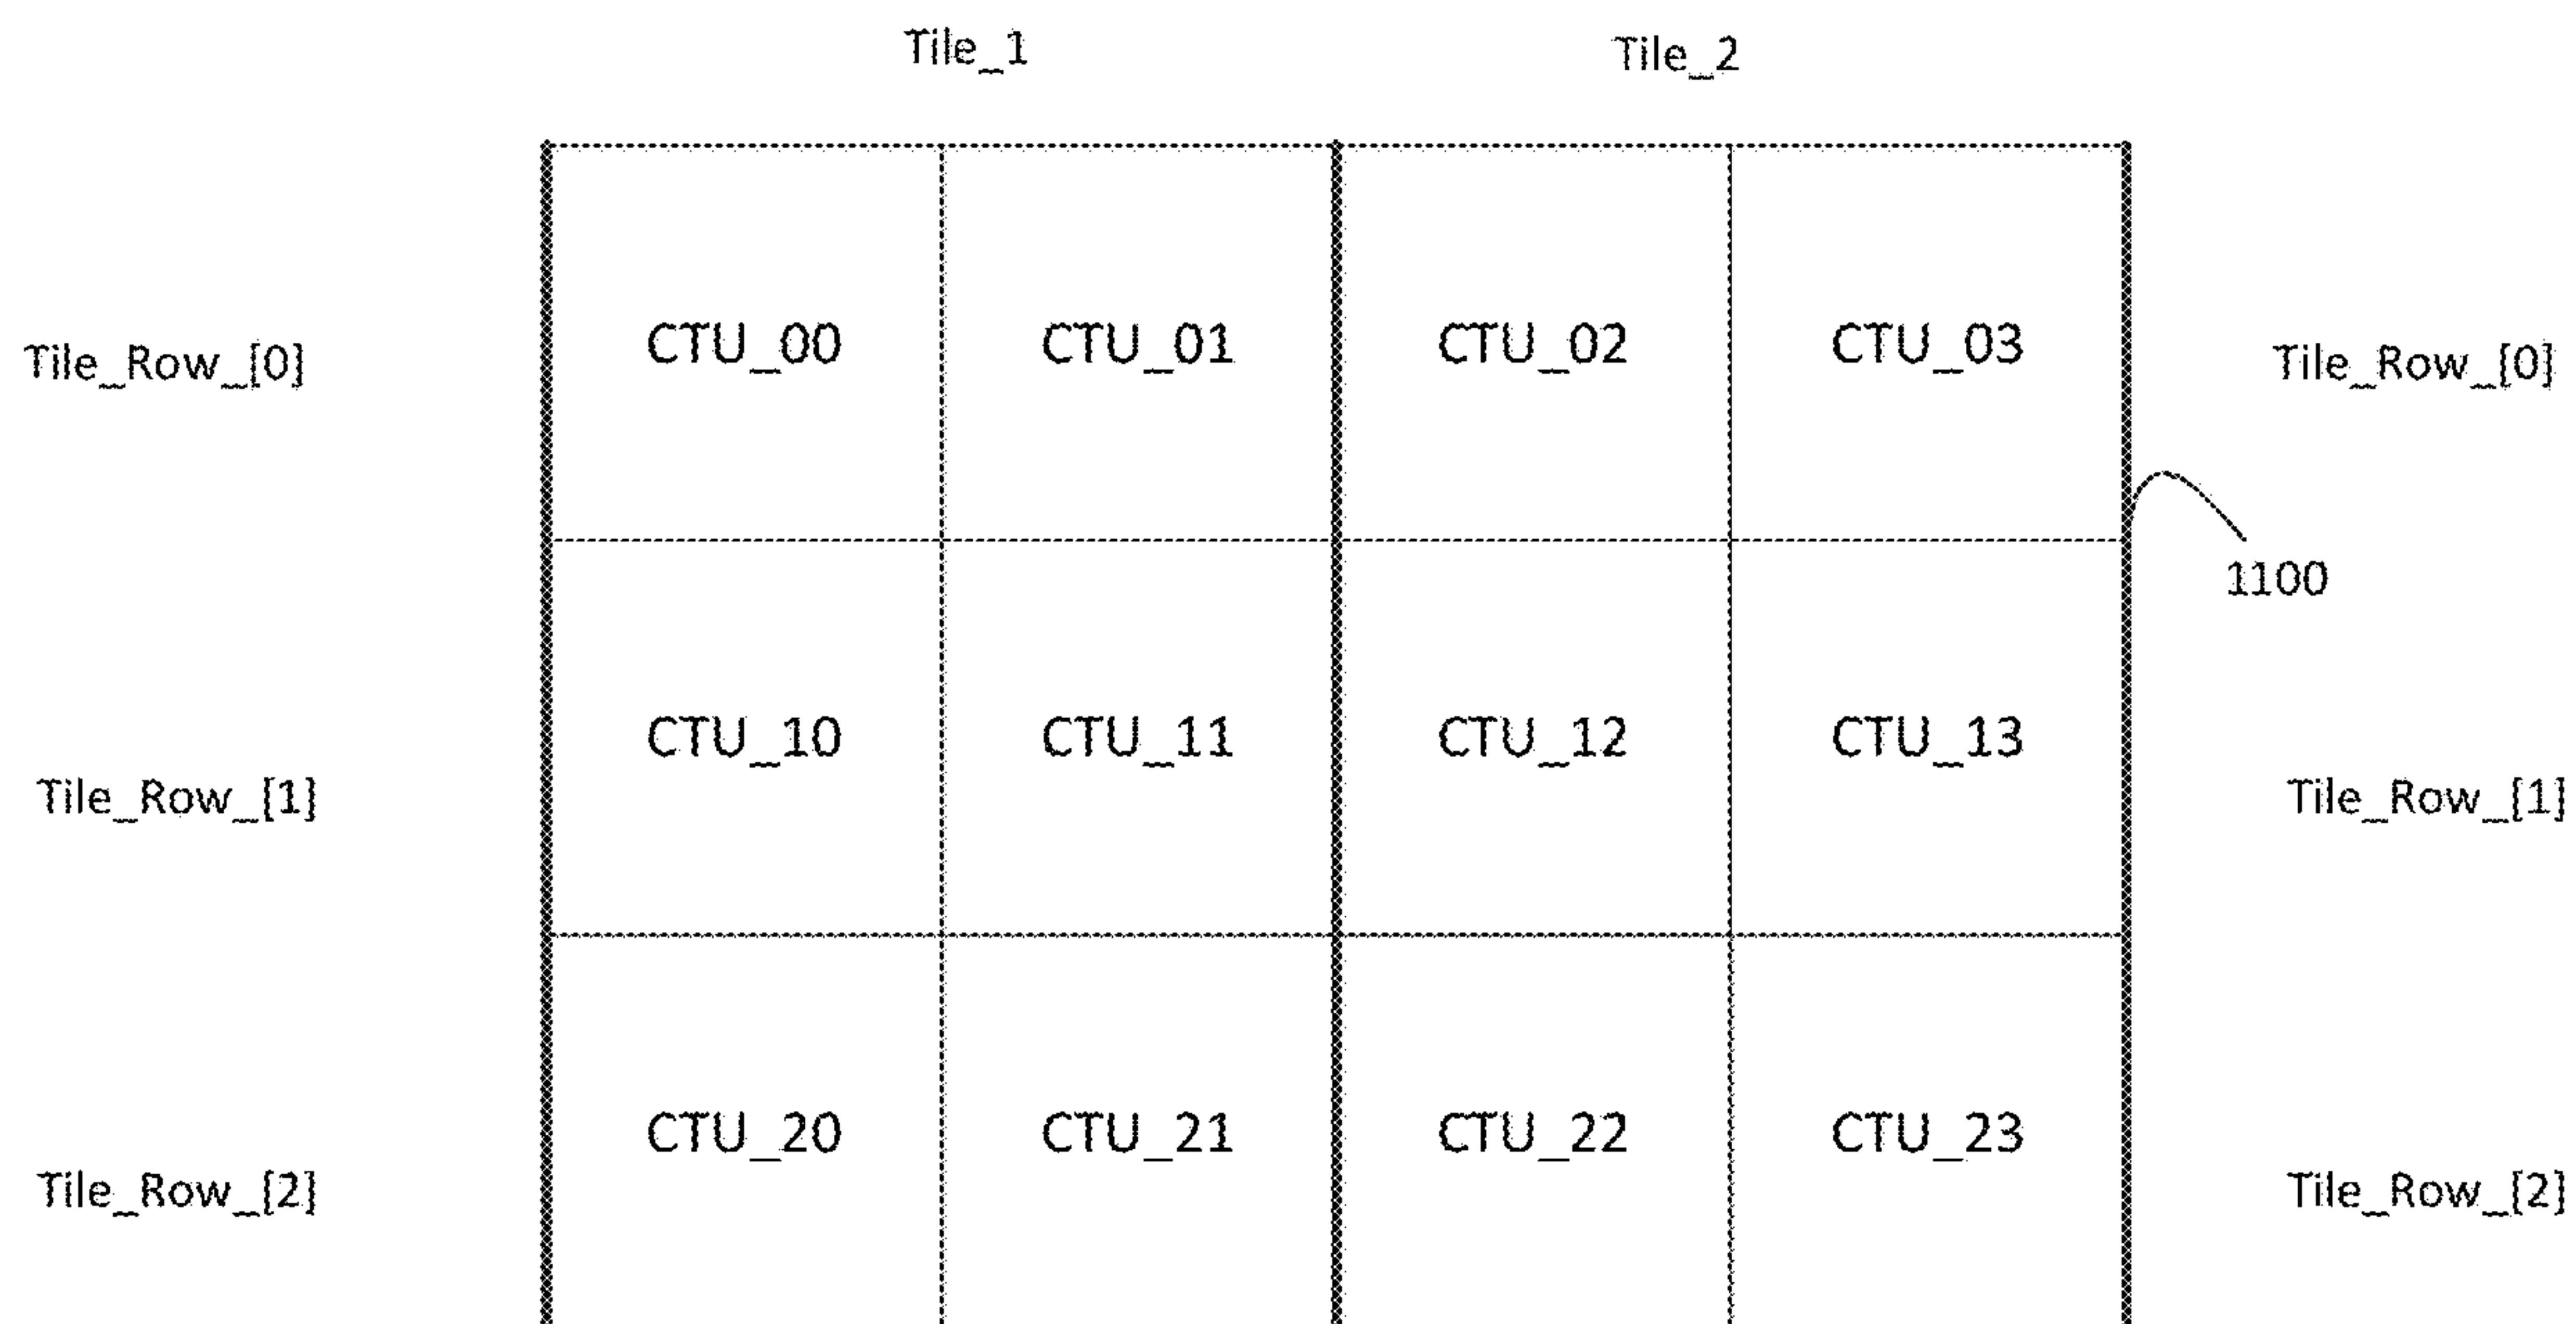 Tile_1 Tile_2
Tile_Row_[0] CTU_00 CTU_01 CTU_02 CTU_03 Tile_Row_[0]
1100
Tile_Row_[1] CTU_10 CTU_11 CTU_12 CTU_13 Tile_Row_[1]
Tile_Row_[2] CTU_20 CTU_21 CTU_22 CTU_23 Tile_Row_[2]